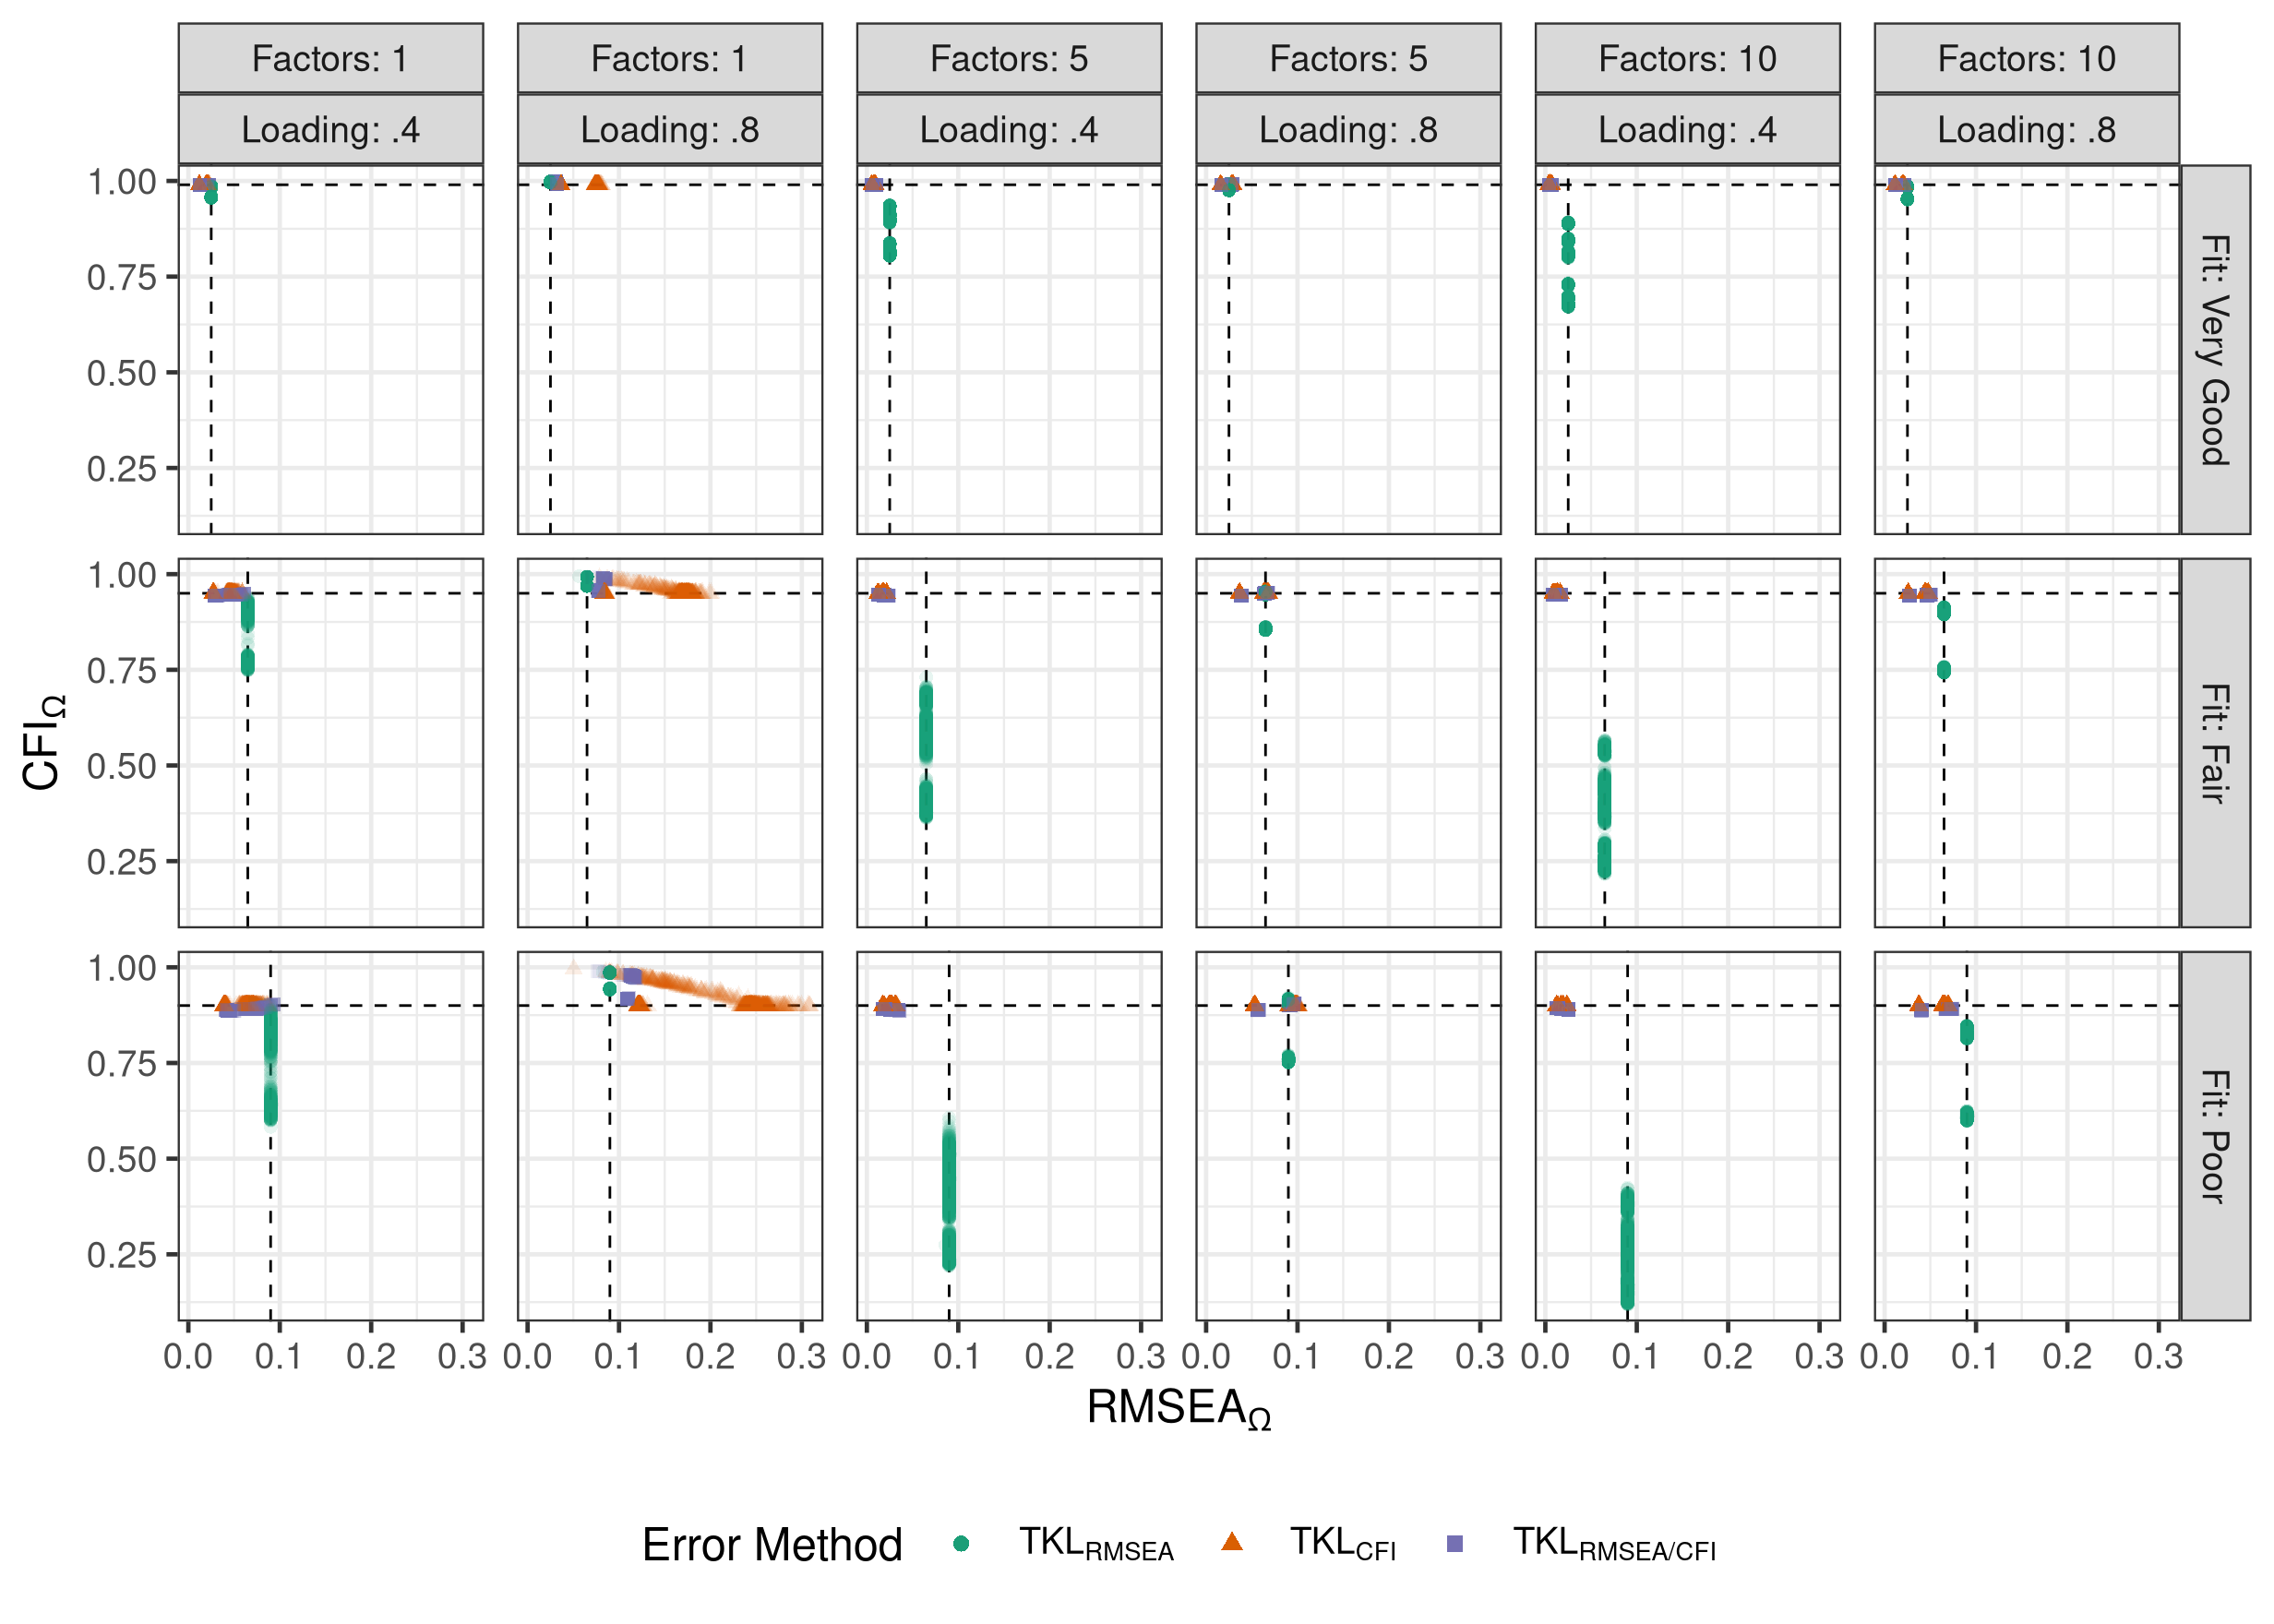 Factors: 1 Factors: 1 Factors: 5 Factors: 5 Factors: 10 Factors: 10
Loading: .4 Loading: .8 Loading: .4 Loading: .8 Loading: .4 Loading: .8
1.00
0.75
0.50
0.25
Fit: Very Good
1.00
0.75
0.50
0.25
Fit: Fair
1.00
0.75
0.50
0.25
Fit: Poor
CFIΩ
0.0 0.1 0.2 0.3 0.0 0.1 0.2 0.3 0.0 0.1 0.2 0.3 0.0 0.1 0.2 0.3 0.0 0.1 0.2 0.3 0.0 0.1 0.2 0.3
RMSEAΩ
Error Method TKLRMSEA TKLCFI TKLRMSEA/CFI